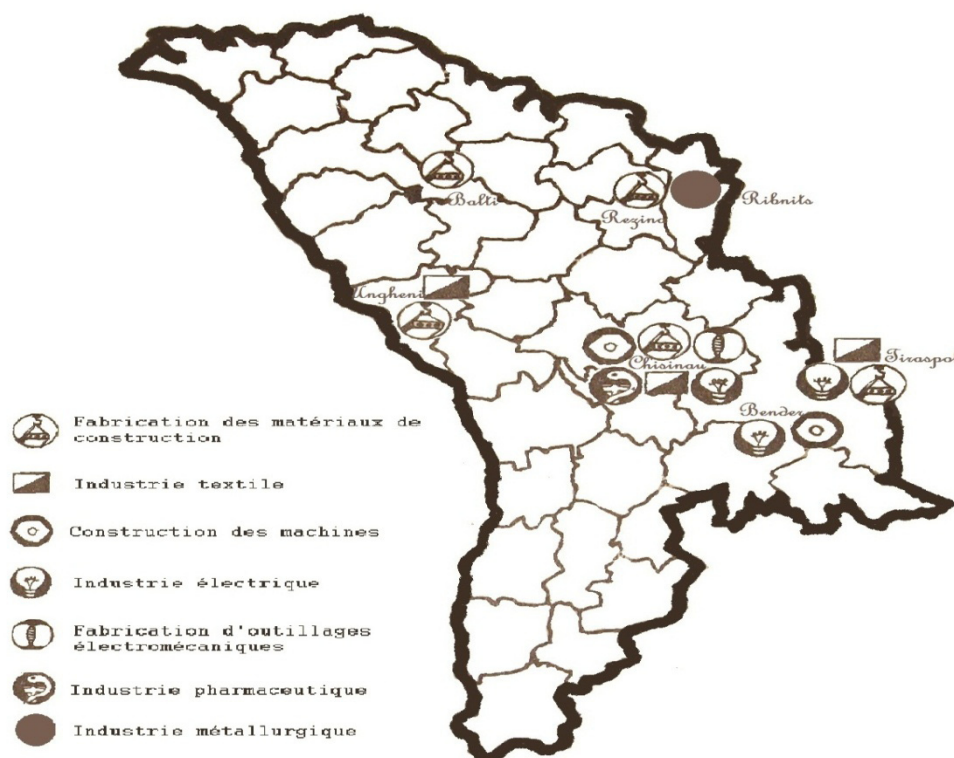 Balti
Rezina
Ribnits
Ungheni
Chisinau
Tiraspol
Bender
Fabrication des matériaux de
construction
Industrie textile
Construction des machines
Industrie électrique
Fabrication d'outillages
électromécaniques
Industrie pharmaceutique
Industrie métallurgique